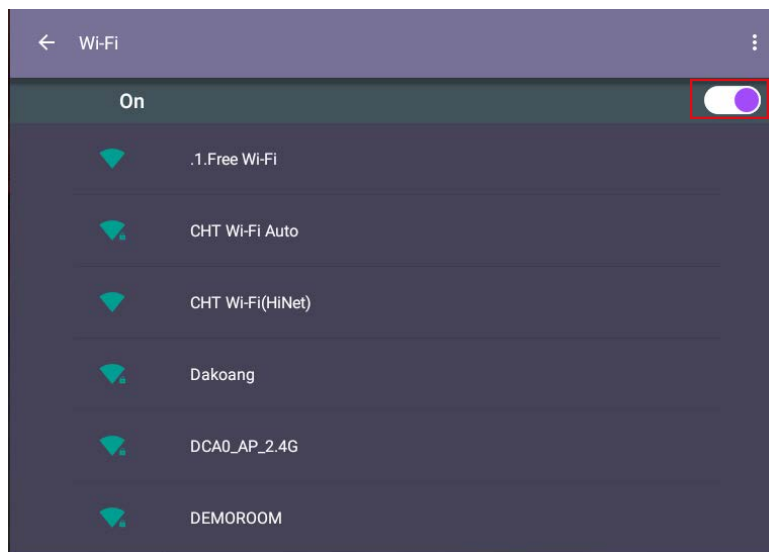 Wi-Fi
On
.1.Free Wi-Fi
CHT Wi-Fi Auto
CHT Wi-Fi(HiNet)
Dakoang
DCA0_AP_2.4G
DEMOROOM